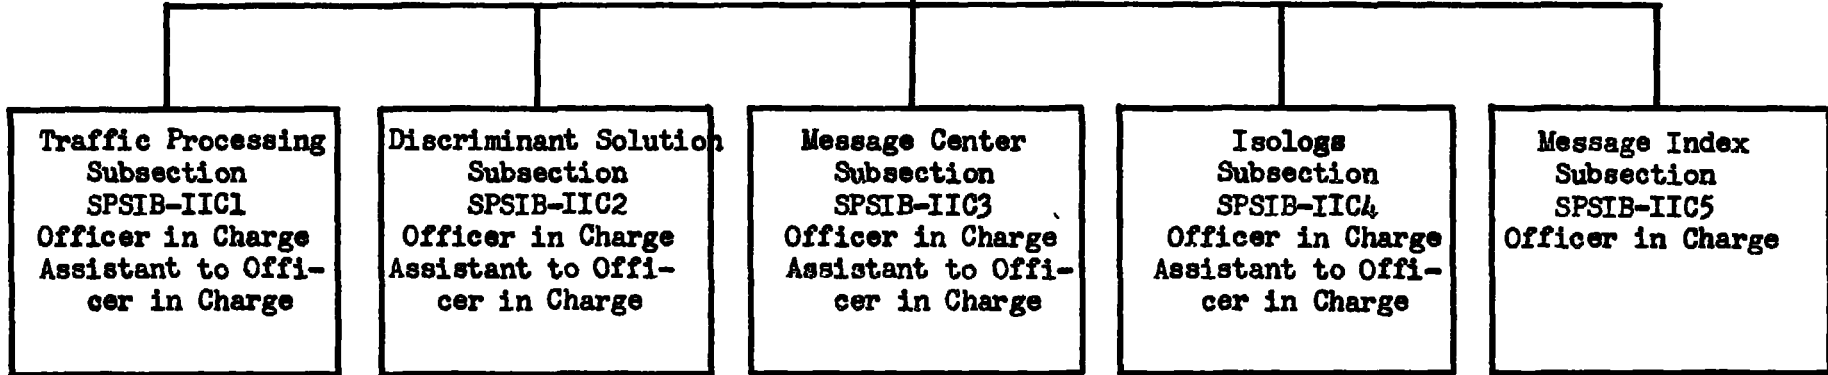 Traffic Processing
Subsection
SPSIB-IIC1
Officer in Charge
Assistant to Offi-
cer in Charge
Discriminant Solution
Subsection
SPSIB-IIC2
Officer in Charge
Assistant to Offi-
cer in Charge
Message Center
Subsection
SPSIB-IIC3
Officer in Charge
Assistant to Offi-
cer in Charge
Isologs
Subsection
SPSIB-IIC4
Officer in Charge
Assistant to Offi-
cer in Charge
Message Index
Subsection
SPSIB-IIC5
Officer in Charge